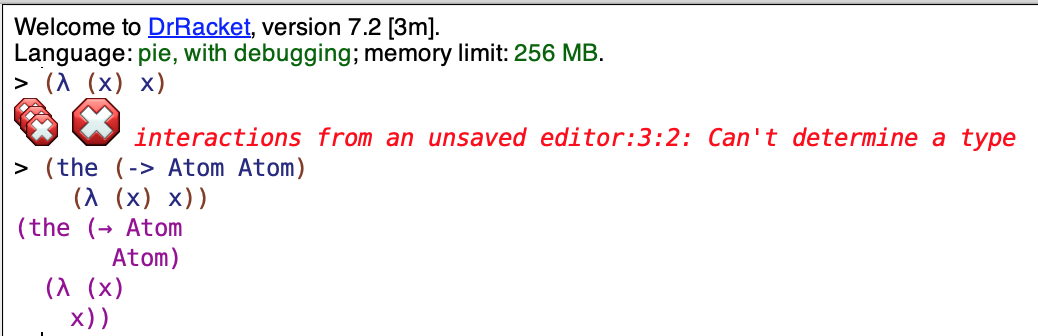 Welcome to DrRacket, version 7.2 [3m].
Language: pie, with debugging; memory limit: 256 MB.
> (λ (x) x)
interactions from an unsaved editor:3:2: Can't determine a type
> (the (-> Atom Atom)
    (λ (x) x))
(the (→ Atom
       Atom)
  (λ (x)
    x))